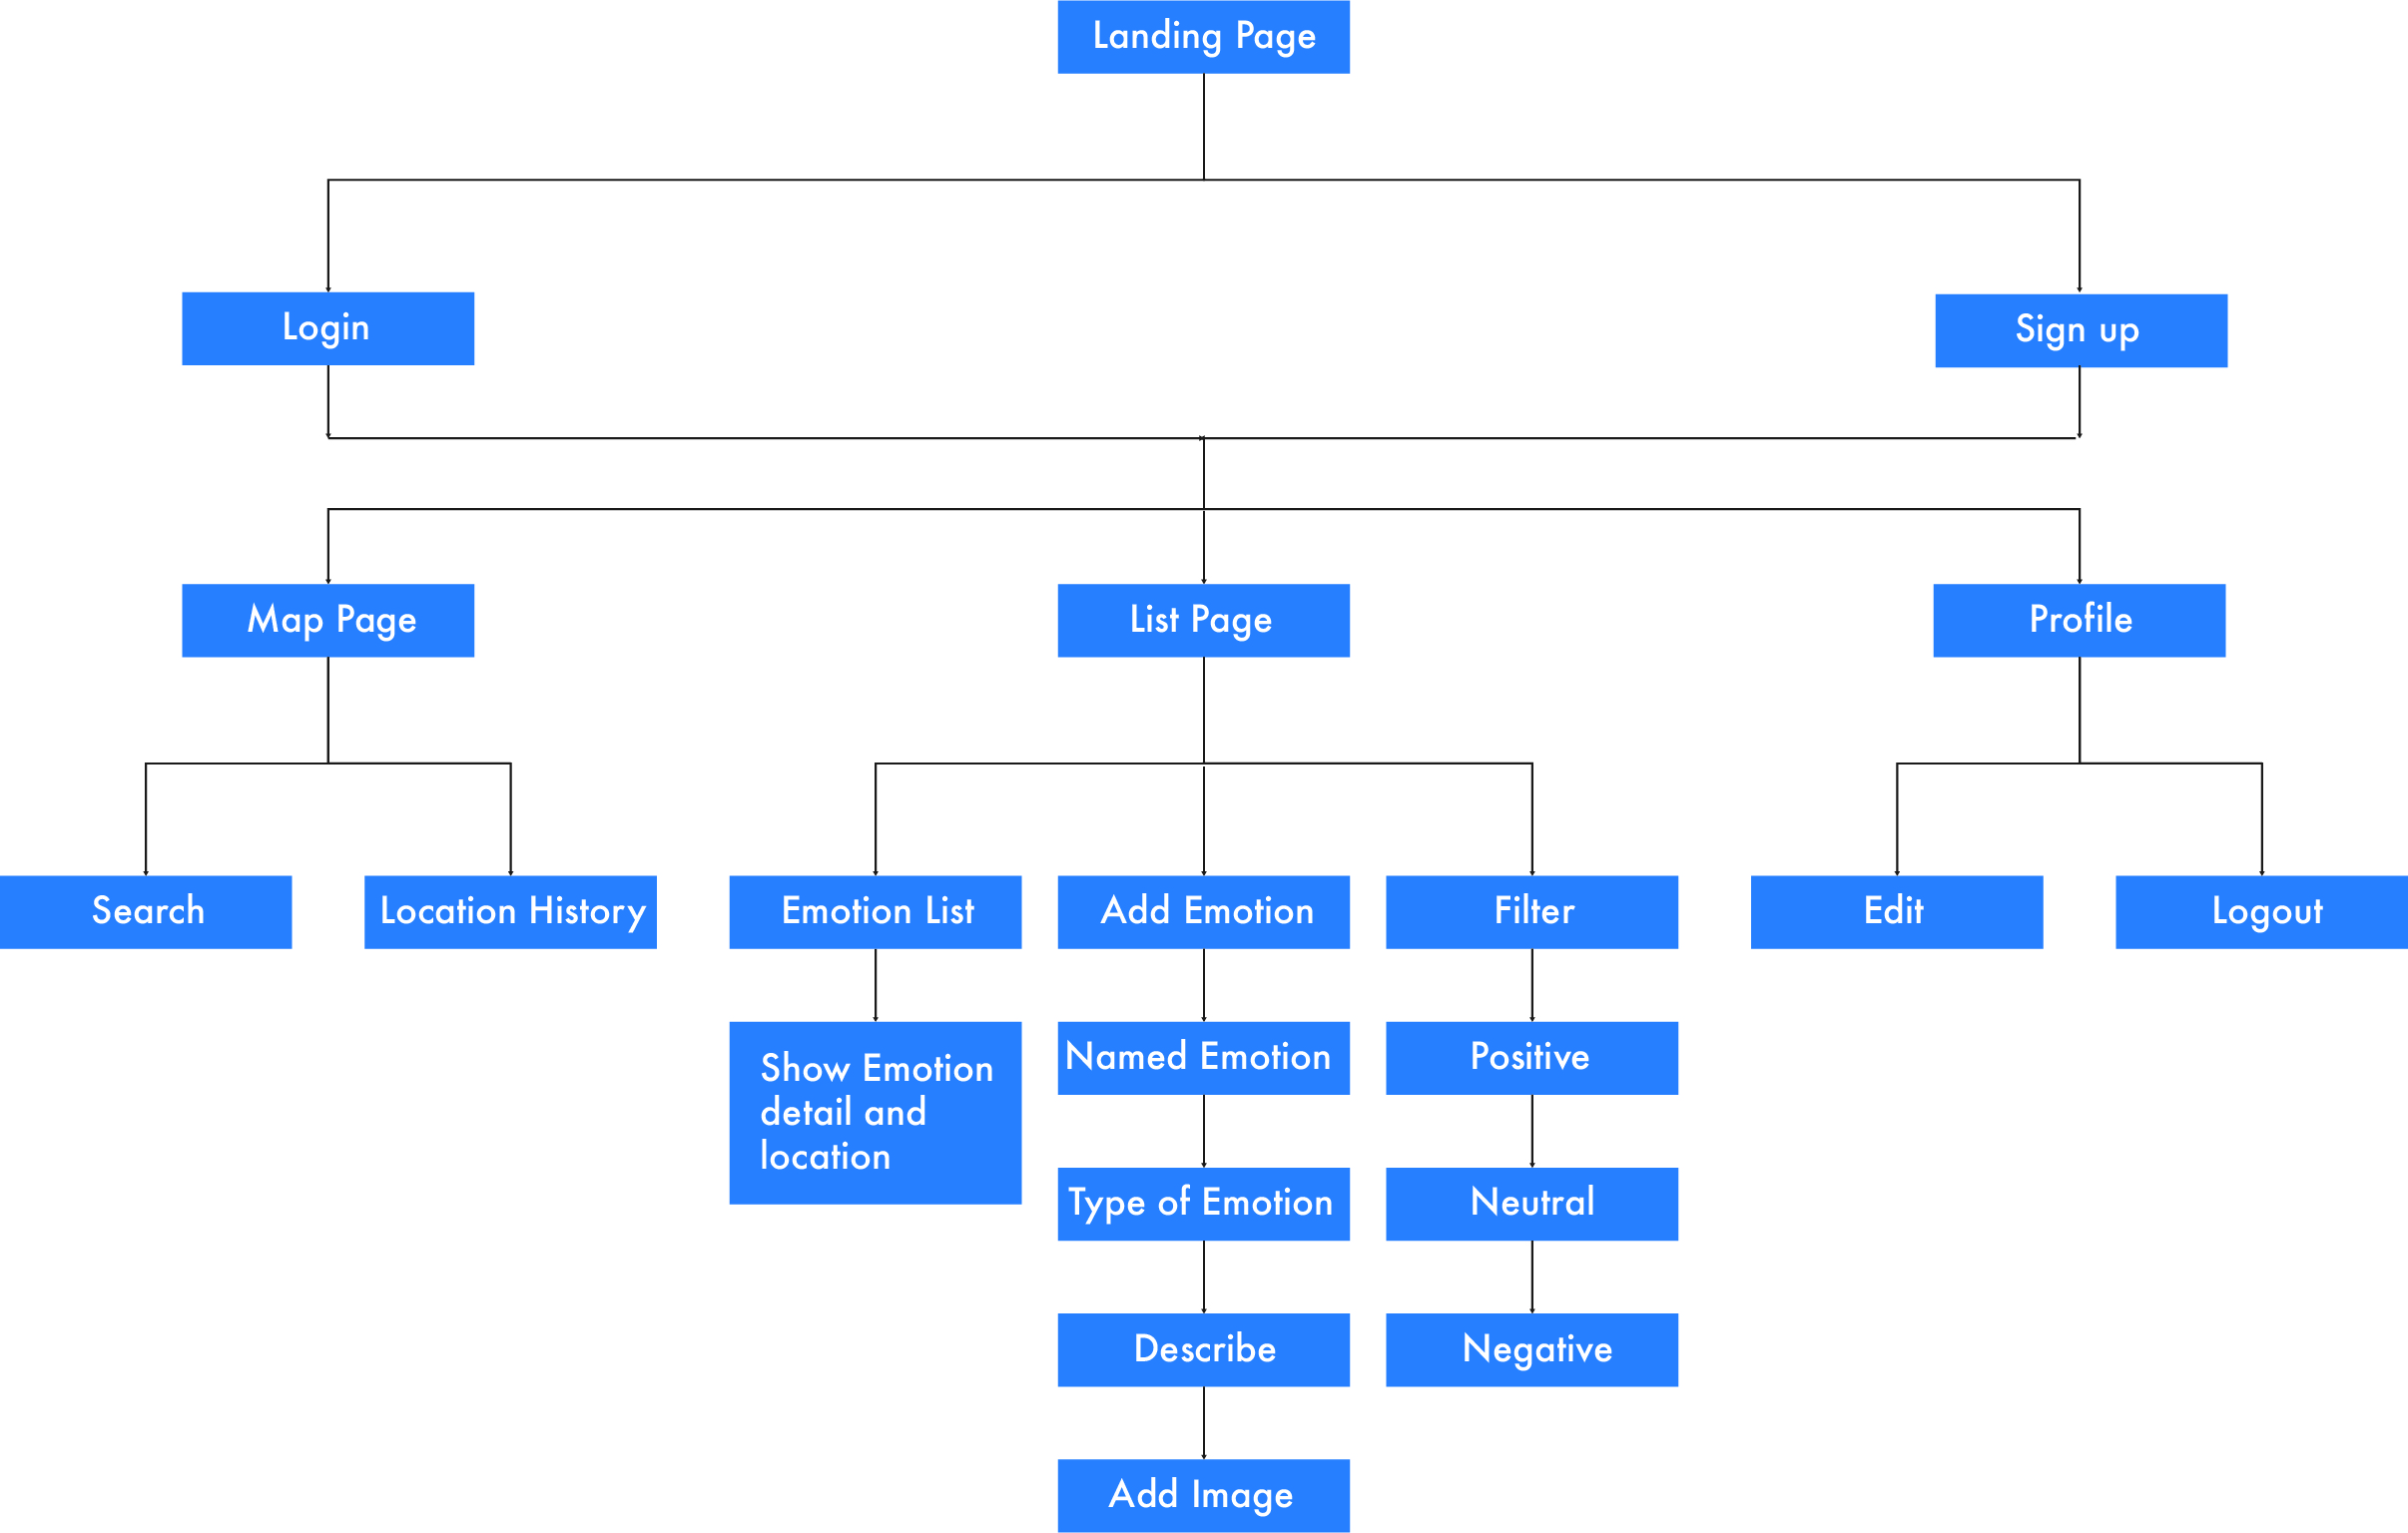 Landing Page
Login
Sign up
Map Page
List Page
Profile
Search
Location History
Emotion List
Add Emotion
Filter
Edit
Logout
Show Emotion
detail and
location
Named Emotion
Positive
Type of Emotion
Neutral
Describe
Negative
Add Image